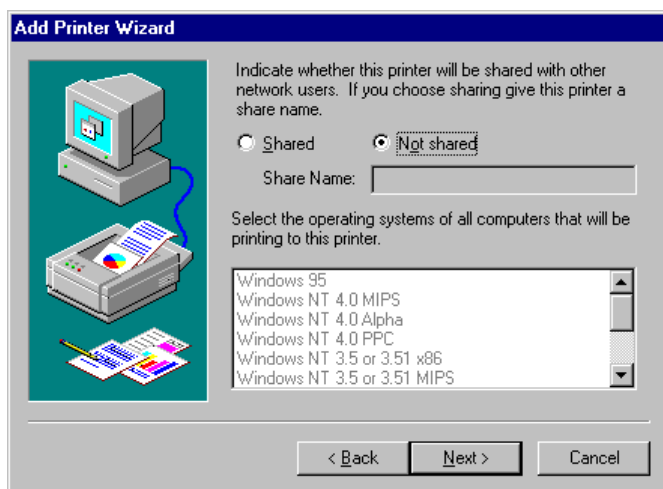 Add Printer Wizard
Indicate whether this printer will be shared with other
network users. If you choose sharing give this printer a
share name.
Shared Not shared
Share Name:
Select the operating systems of all computers that will be
printing to this printer.
Windows 95
Windows NT 4.0 MIPS
Windows NT 4.0 Alpha
Windows NT 4.0 PPC
Windows NT 3.5 or 3.51 x86
Windows NT 3.5 or 3.51 MIPS
< Back Next > Cancel